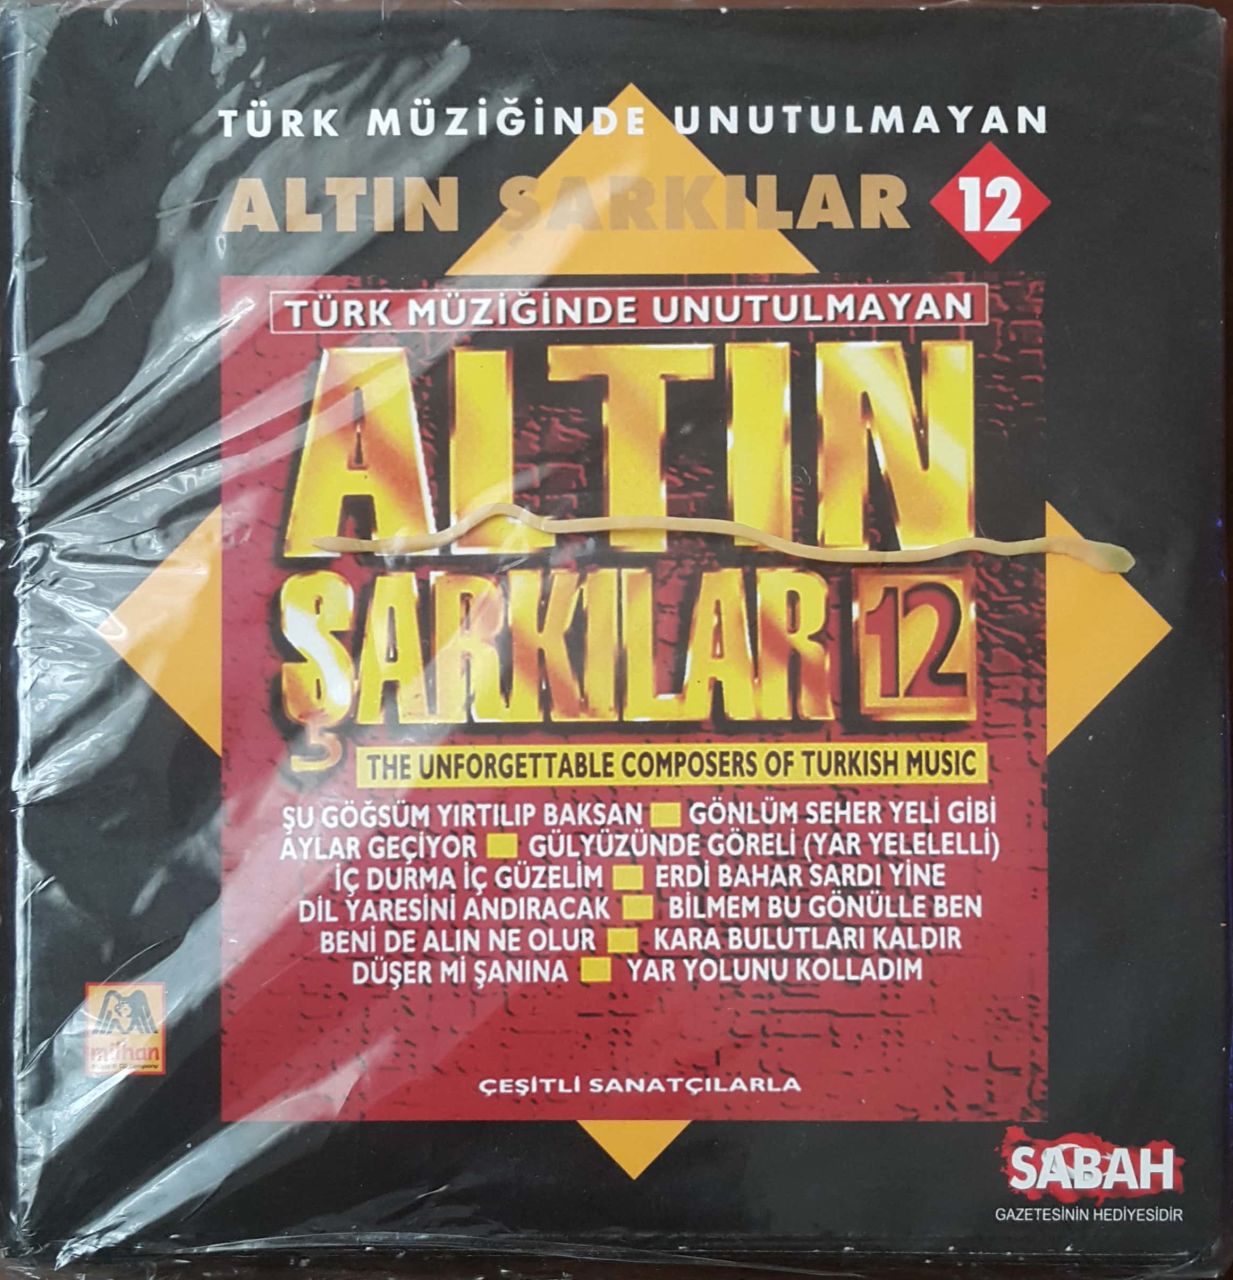 TÜRK MÜZİĞİNDE UNUTULMAYAN
ALTIN ŞARKILAR 12
TÜRK MÜZİĞİNDE UNUTULMAYAN
ALTIN
ŞARKILAR 12
THE UNFORGETTABLE COMPOSERS OF TURKISH MUSIC
ŞU GÖĞSÜM YIRTILIP BAKSAN GÖNLÜM SEHER YELİ GİBİ
AYLAR GEÇİYOR GÜLYÜZÜNDE GÖRELİ (YAR YELELELLİ)
İÇ DURMA İÇ GÜZELİM ERDİ BAHAR SARDI YİNE
DİL YARESİNİ ANDIRACAK BİLMEM BU GÖNÜLLE BEN
BENİ DE ALIN NE OLUR KARA BULUTLARI KALDIR
DÜŞER Mİ ŞANINA YAR YOLUNU KOLLADIM
ÇEŞİTLİ SANATÇILARLA
SABAH
GAZETESİNİN HEDİYESİDİR